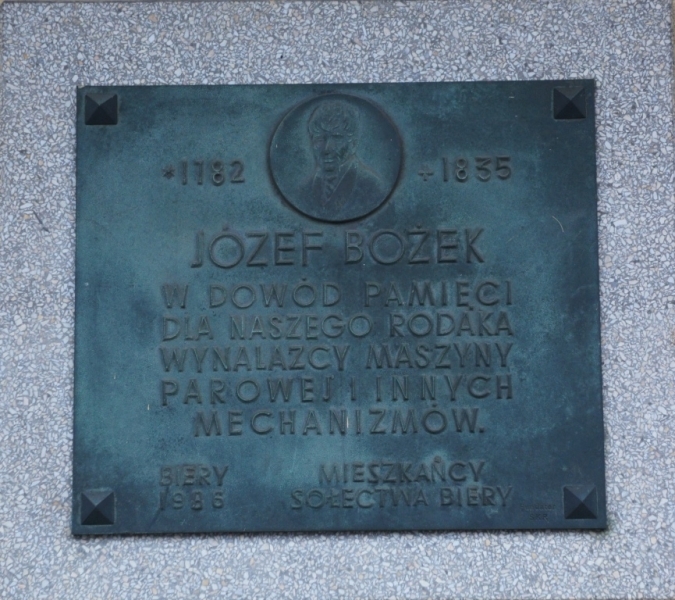 *1782 +1835
JÓZEF BOŻEK
W DOWÓD PAMIĘCI
DLA NASZEGO RODAKA
WYNALAZCY MASZYNY
PAROWEJ I INNYCH
MECHANIZMÓW.
BIERY MIESZKAŃCY
1986 SOŁECTWA BIERY